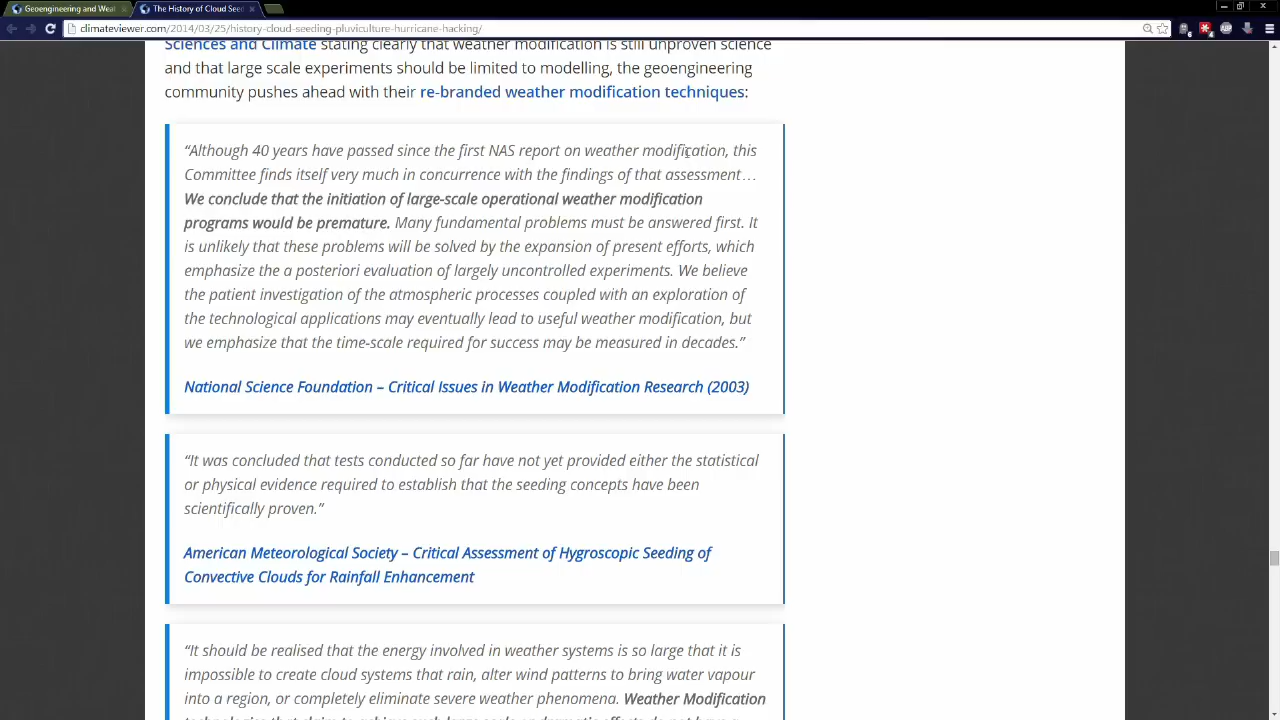 Geoengineering and Weat
The History of Cloud Seed
climateviewer.com/2014/03/25/history-cloud-seeding-pluviculture-hurricane-hacking/
Sciences and Climate stating clearly that weather modification is still unproven science
and that large scale experiments should be limited to modelling, the geoengineering
community pushes ahead with their re-branded weather modification techniques:
“Although 40 years have passed since the first NAS report on weather modification, this
Committee finds itself very much in concurrence with the findings of that assessment…
We conclude that the initiation of large-scale operational weather modification
programs would be premature. Many fundamental problems must be answered first. It
is unlikely that these problems will be solved by the expansion of present efforts, which
emphasize the a posteriori evaluation of largely uncontrolled experiments. We believe
the patient investigation of the atmospheric processes coupled with an exploration of
the technological applications may eventually lead to useful weather modification, but
we emphasize that the time-scale required for success may be measured in decades.”
National Science Foundation – Critical Issues in Weather Modification Research (2003)
“It was concluded that tests conducted so far have not yet provided either the statistical
or physical evidence required to establish that the seeding concepts have been
scientifically proven.”
American Meteorological Society – Critical Assessment of Hygroscopic Seeding of
Convective Clouds for Rainfall Enhancement
“It should be realised that the energy involved in weather systems is so large that it is
impossible to create cloud systems that rain, alter wind patterns to bring water vapour
into a region, or completely eliminate severe weather phenomena. Weather Modification